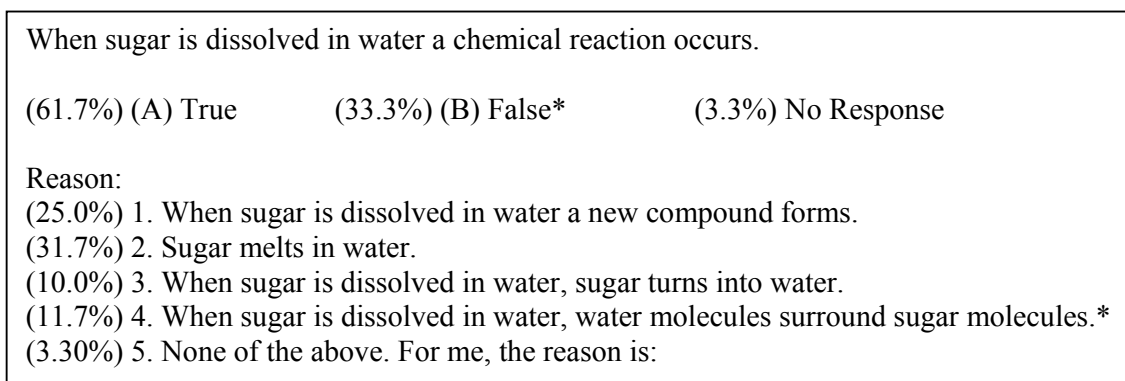 When sugar is dissolved in water a chemical reaction occurs.
(61.7%) (A) True (33.3%) (B) False* (3.3%) No Response
Reason:
(25.0%) 1. When sugar is dissolved in water a new compound forms.
(31.7%) 2. Sugar melts in water.
(10.0%) 3. When sugar is dissolved in water, sugar turns into water.
(11.7%) 4. When sugar is dissolved in water, water molecules surround sugar molecules.*
(3.30%) 5. None of the above. For me, the reason is: